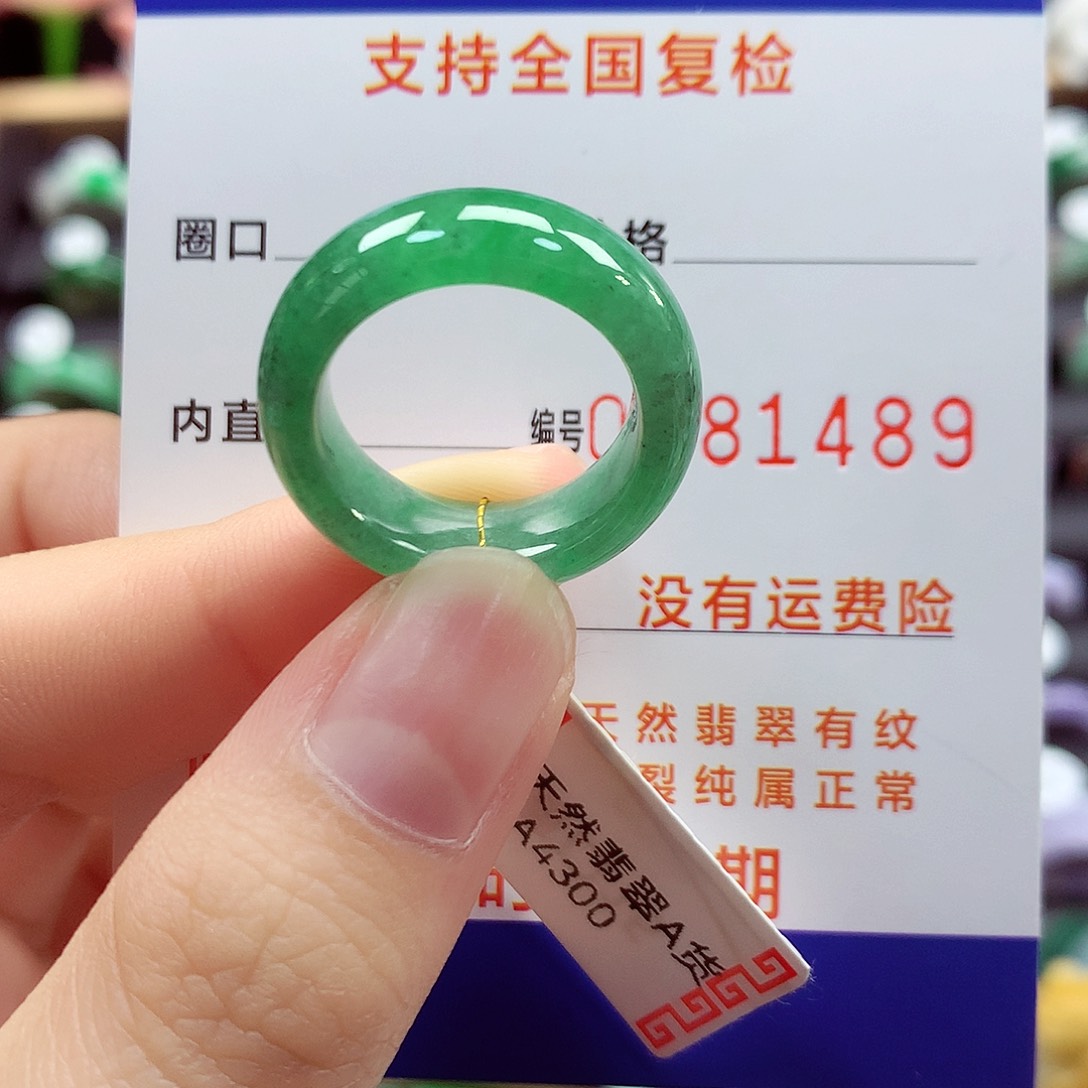 支持全国复检
圈口
格
内直
编号
81489
没有运费险
天然翡翠有纹
裂纯属正常
期
天然翡翠A货
A4300